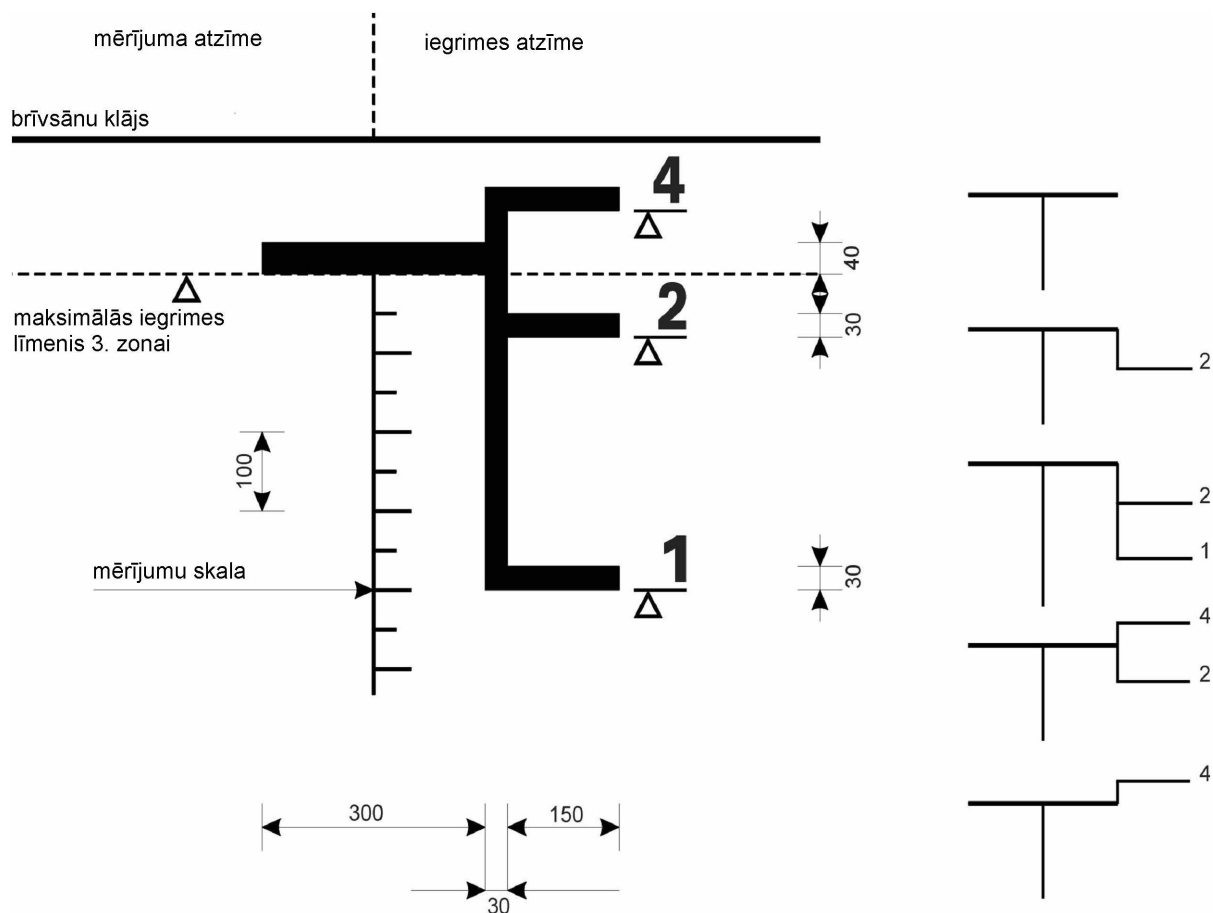 mērījuma atzīme
iegrimes atzīme
brīvsānu klājs
4
40
maksimālās iegrimes
līmenis 3. zonai
2
30
100
mērījumu skala
1
30
300
150
30
2
2
1
4
2
4